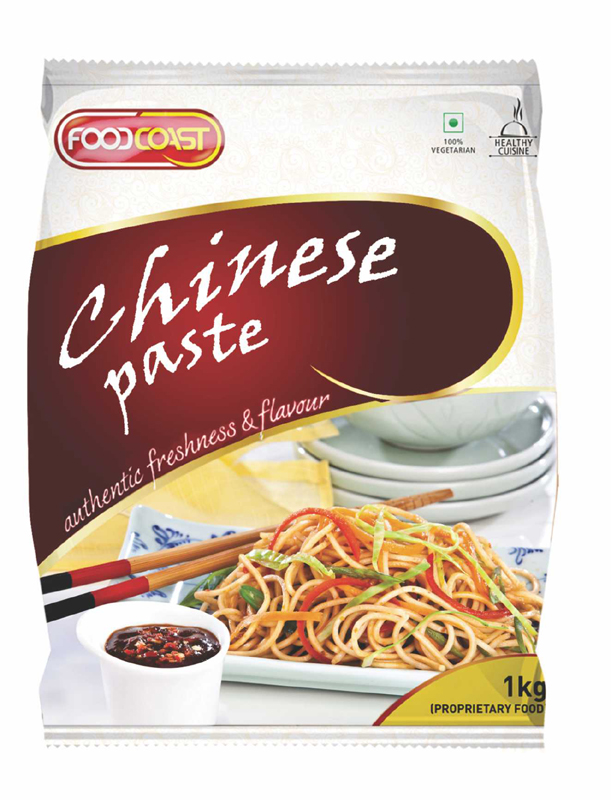 FOODCOAST
100%
VEGETARIAN
HEALTHY
CUISINE
Chinese
paste
authentic freshness & flavour
1kg
(PROPRIETARY FOOD